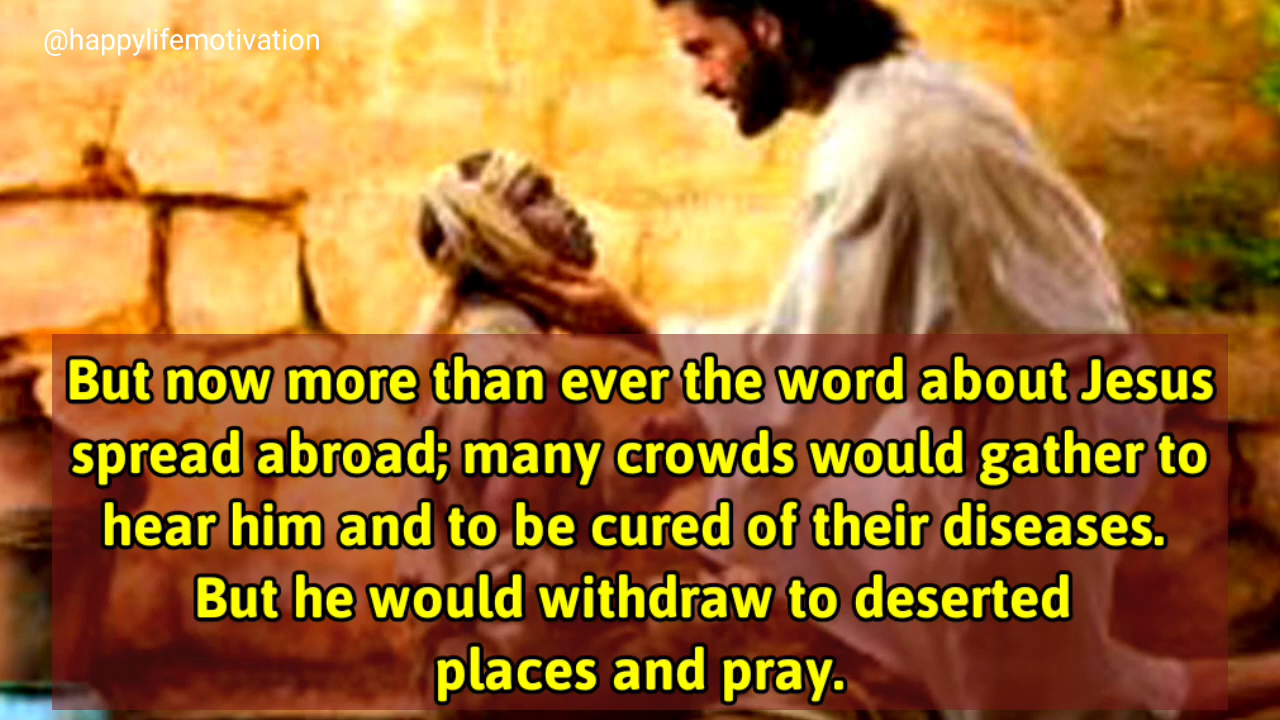 @happylifemotivation
But now more than ever the word about Jesus
spread abroad; many crowds would gather to
hear him and to be cured of their diseases.
But he would withdraw to deserted
places and pray.